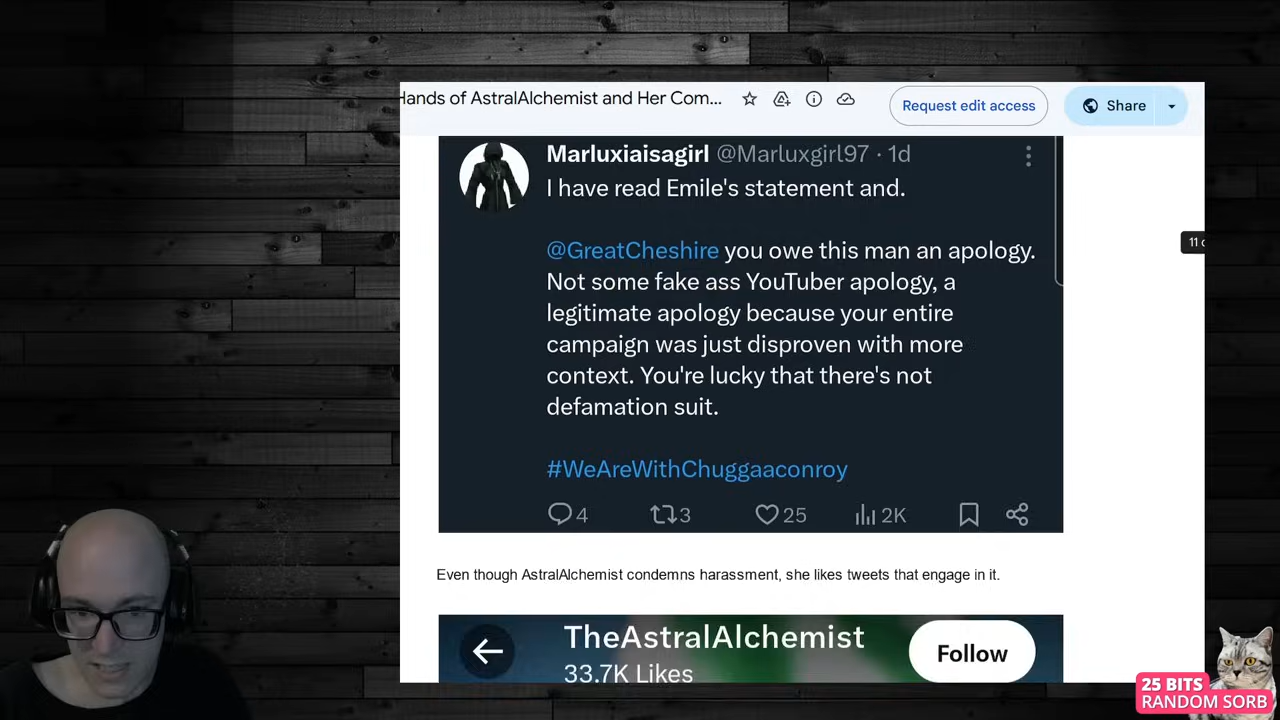 Hands of AstralAlchemist and Her Com...
Request edit access
Share
Marluxiaisagirl @Marluxgirl97 · 1d
I have read Emile's statement and.
@GreatCheshire you owe this man an apology.
Not some fake ass YouTuber apology, a
legitimate apology because your entire
campaign was just disproven with more
context. You're lucky that there's not
defamation suit.
#WeAreWithChuggaaconroy
4 3 25 2K
11
Even though AstralAlchemist condemns harassment, she likes tweets that engage in it.
TheAstralAlchemist
33.7K Likes
Follow
25 BITS
RANDOM SORB